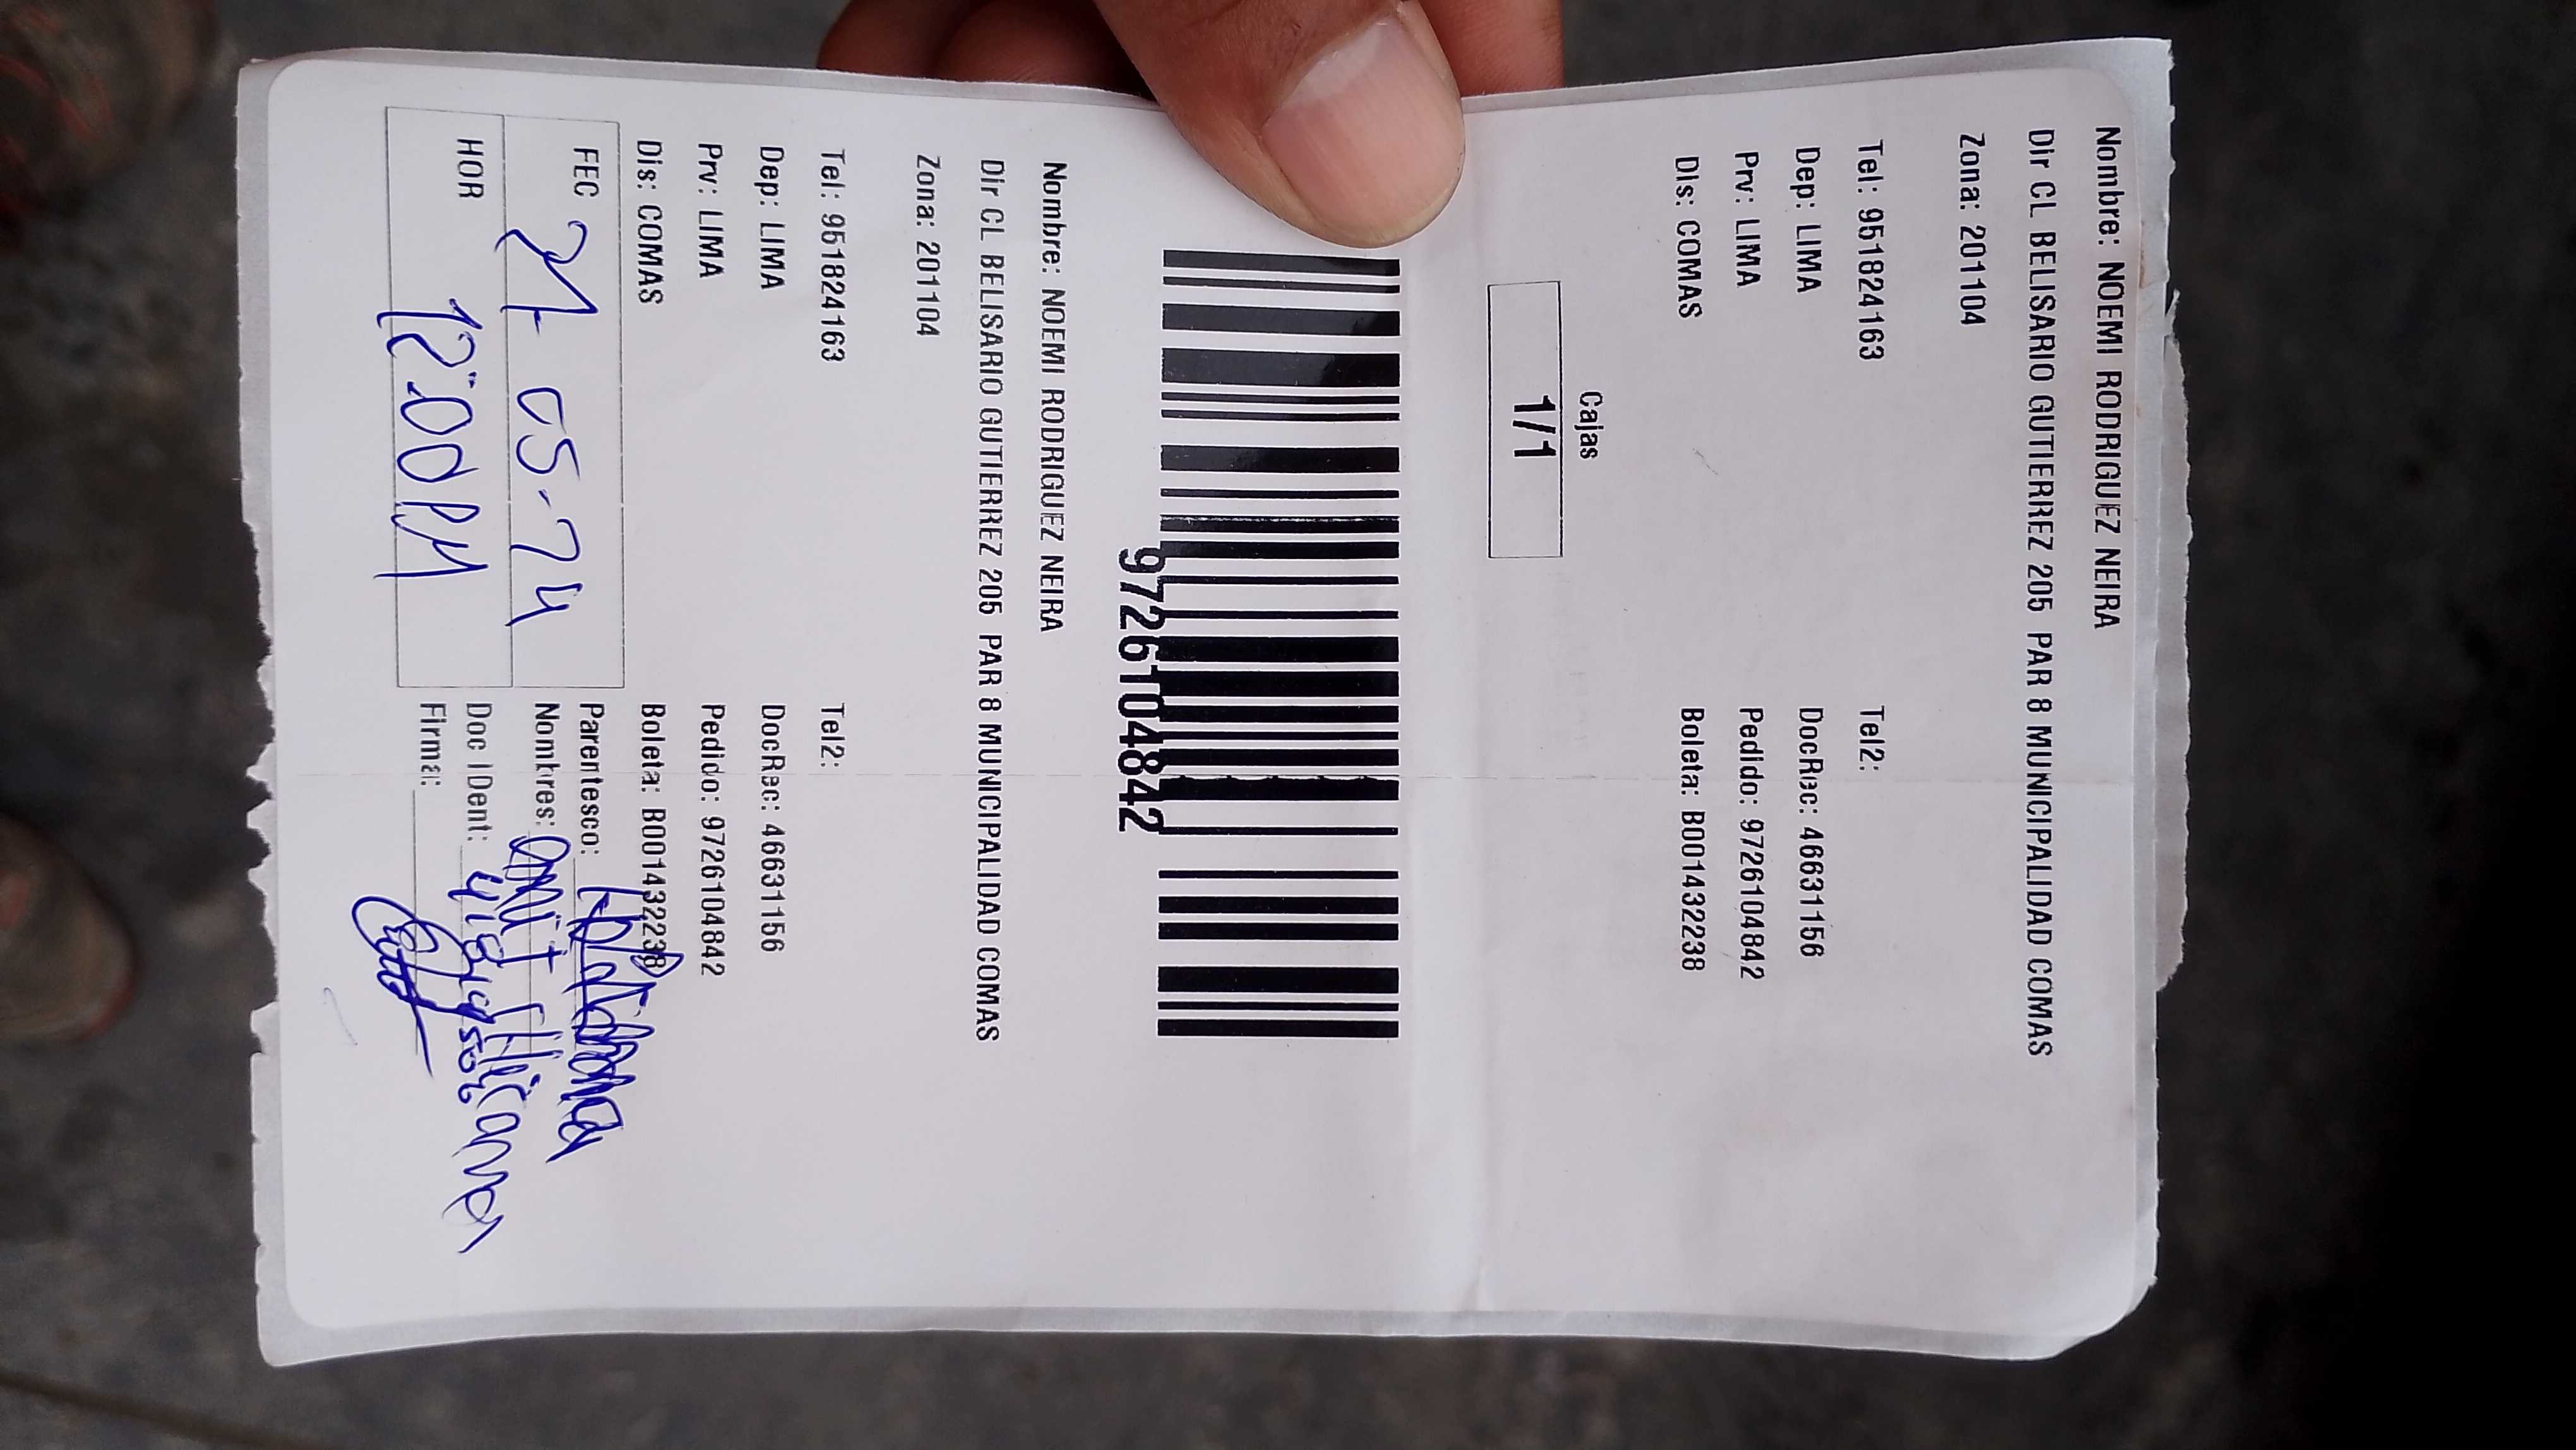 Nombre: NOEMI RODRIGUEZ NEIRA
Dir CL BELISARIO GUTIERREZ 205 PAR 8 MUNICIPALIDAD COMAS
Zona: 201104
Tel: 951824163 Tel2:
Dep: LIMA DocRec: 46631156
Prv: LIMA Pedido: 9726104842
Dis: COMAS Boleta: B001432238
Cajas
1/1
9726104842
Nombre: NOEMI RODRIGUEZ NEIRA
Dir CL BELISARIO GUTIERREZ 205 PAR 8 MUNICIPALIDAD COMAS
Zona: 201104
Tel: 951824163 Tel2:
Dep: LIMA DocRec: 46631156
Prv: LIMA Pedido: 9726104842
Dis: COMAS Boleta: B001432238
FEC 21 05-24 Parentesco:
Nombres:
HOR 12:00 PM Doc IDent:
Firma: